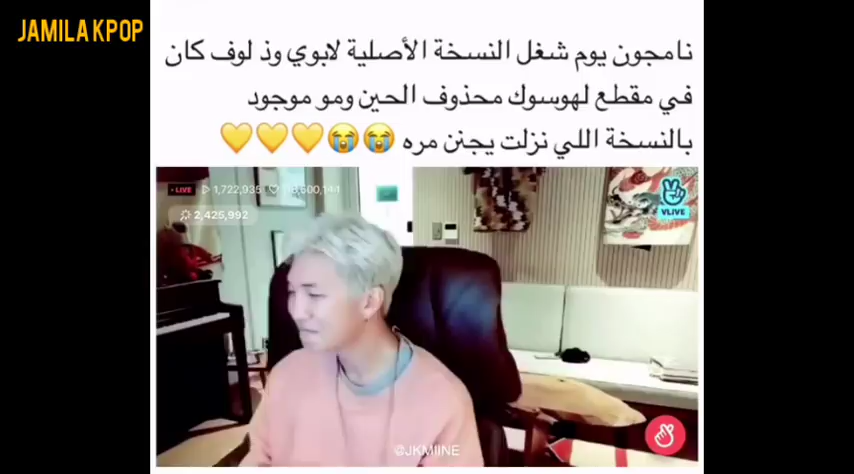 JAMILA KPOP
نامجون يوم شغل النسخة الأصلية لابوي وذ لوف كان
في مقطع لهوسوك محذوف الحين ومو موجود
بالنسخة اللي نزلت يجنن مره 😭😭💛💛💛
LIVE 1,722,935
2,425,992
VLIVE
@JKMIINE